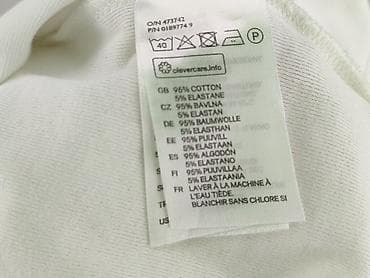 O/N 473742
P/N 0189774.9
40 P
clevercare.info
GB 95% COTTON
5% ELASTANE
CZ 95% BAVLNA
5% ELASTAN
DE 95% BAUMWOLLE
5% ELASTHAN
EE 95% PUUVILL
5% ELASTAAN
ES 95% ALGODÓN
5% ELASTANO
FI 95% PUUVILLAA
5% ELASTAANIA
FR LAVER À LA MACHINE À
L'EAU TIÈDE.
BLANCHIR SANS CHLORE SI